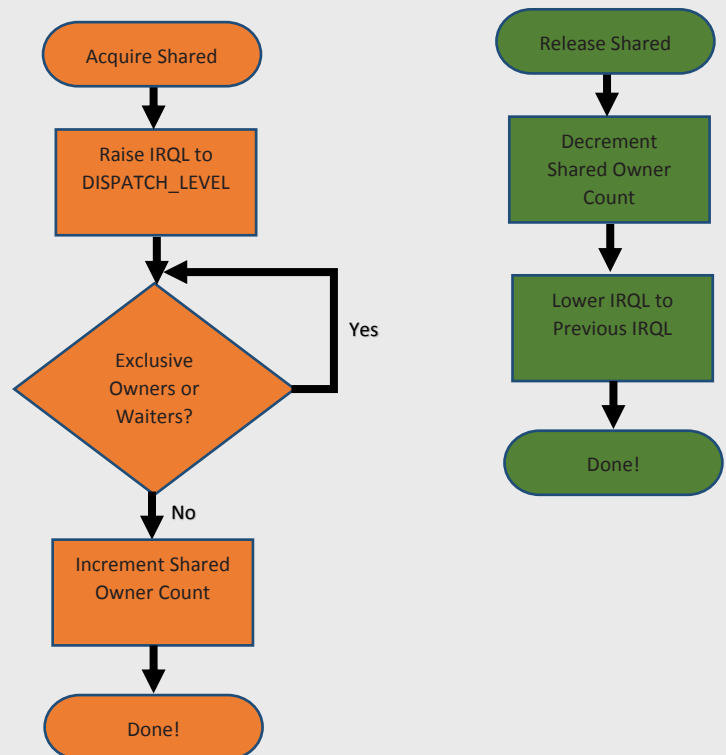 Acquire Shared
Raise IRQL to
DISPATCH_LEVEL
Yes
Exclusive
Owners or
Waiters?
No
Increment Shared
Owner Count
Done!
Release Shared
Decrement
Shared Owner
Count
Lower IRQL to
Previous IRQL
Done!